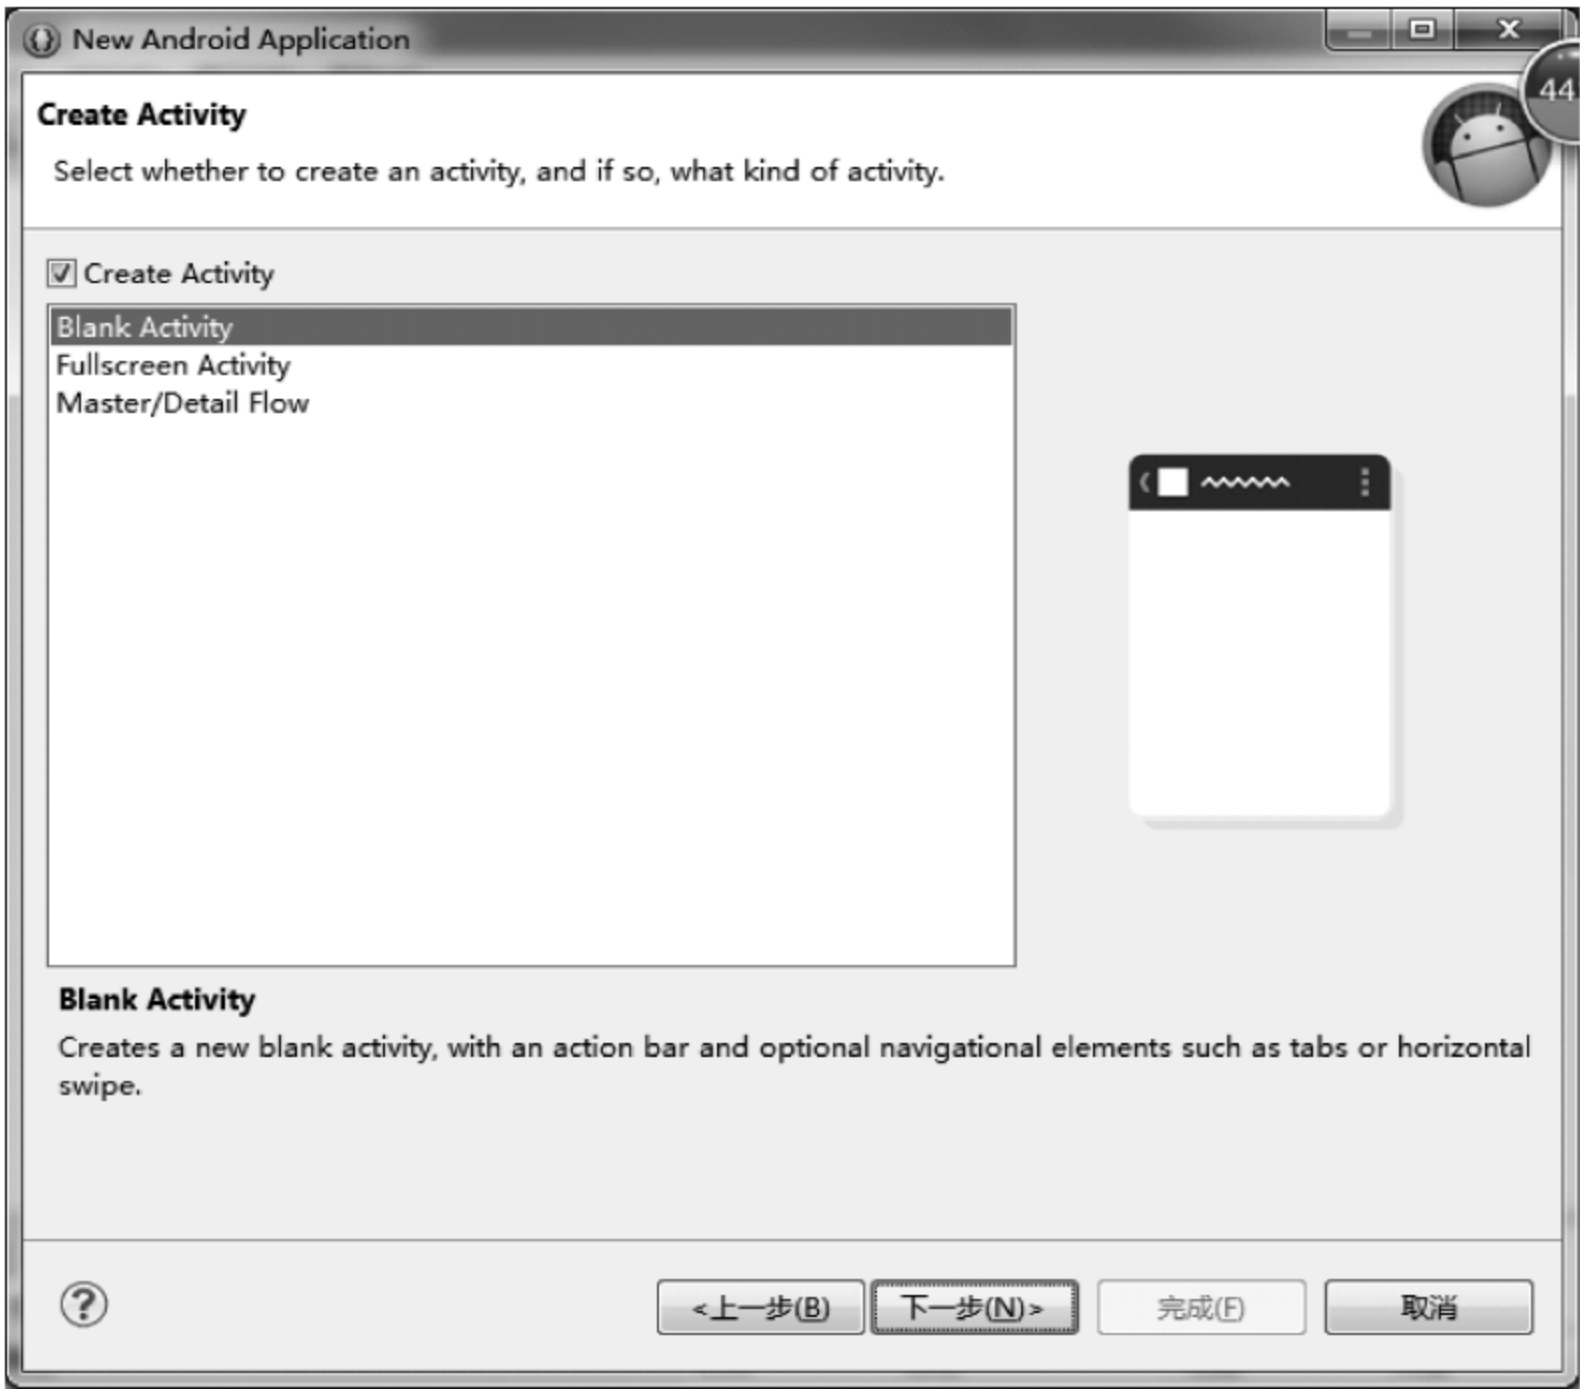 New Android Application
44
Create Activity
Select whether to create an activity, and if so, what kind of activity.
Create Activity
Blank Activity
Fullscreen Activity
Master/Detail Flow
Blank Activity
Creates a new blank activity, with an action bar and optional navigational elements such as tabs or horizontal
swipe.
<上一步(B) 下一步(N)> 完成(F) 取消